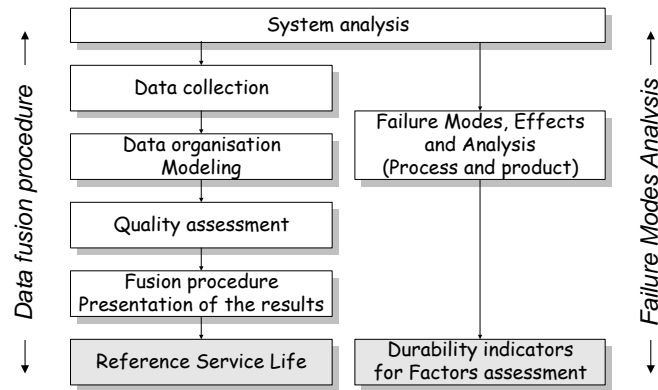 System analysis
Data fusion procedure
Data collection
Data organisation
Modeling
Quality assessment
Fusion procedure
Presentation of the results
Reference Service Life
Failure Modes, Effects
and Analysis
(Process and product)
Durability indicators
for Factors assessment
Failure Modes Analysis